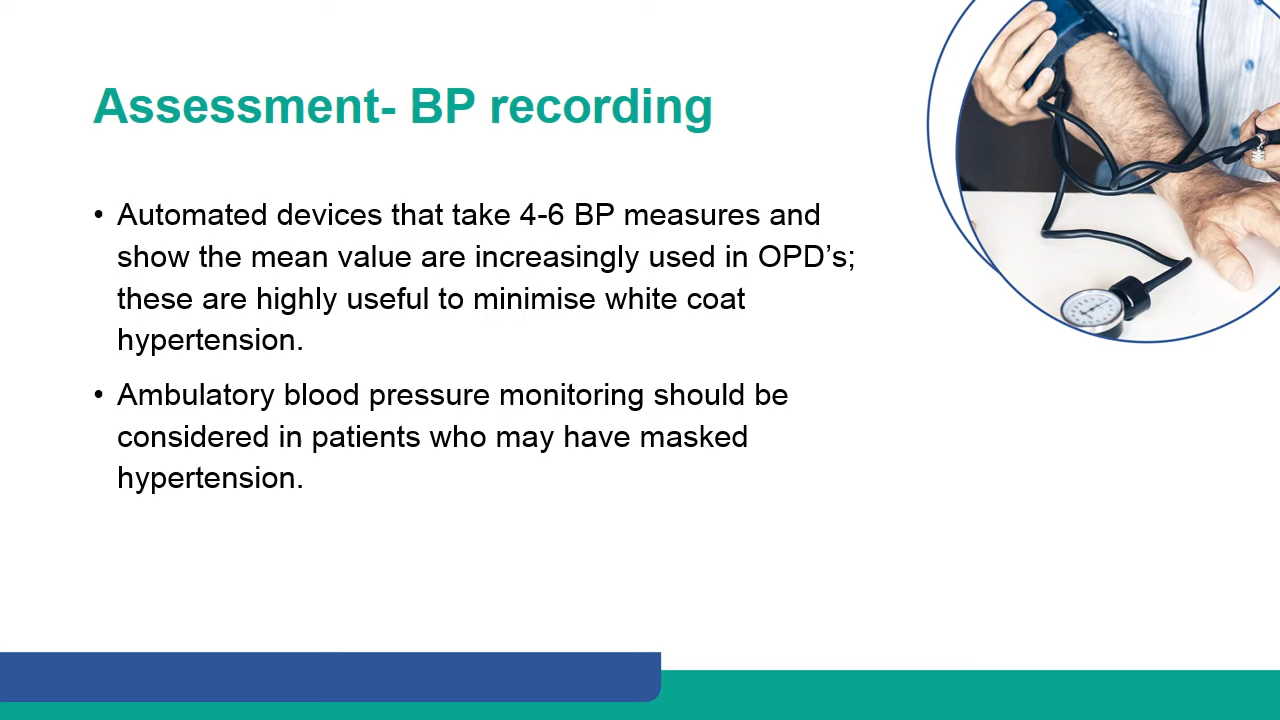 Assessment- BP recording
• Automated devices that take 4-6 BP measures and
show the mean value are increasingly used in OPD’s;
these are highly useful to minimise white coat
hypertension.
• Ambulatory blood pressure monitoring should be
considered in patients who may have masked
hypertension.